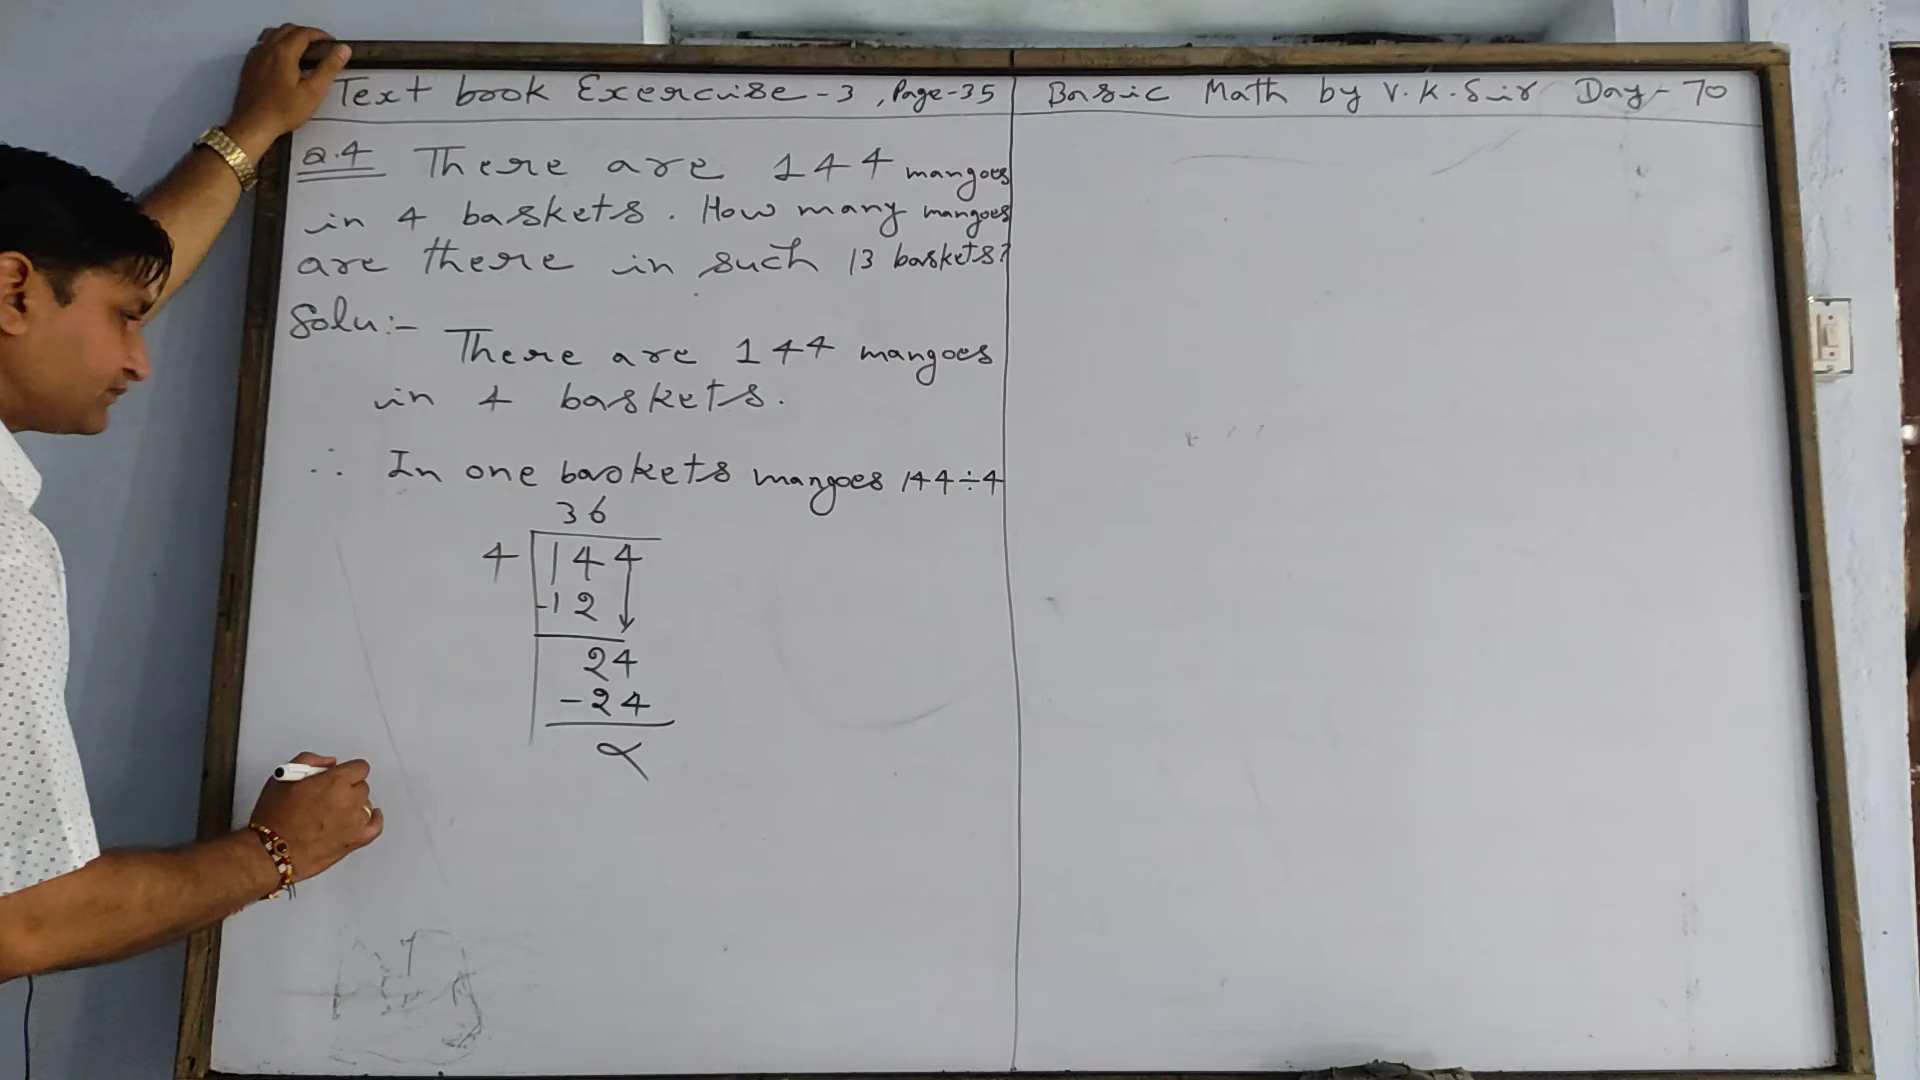 Text book Exercise-3, Page-35
Q.4 There are 144 mangoes
in 4 baskets. How many mangoes
are there in such 13 baskets?
Solu:-
There are 144 mangoes
in 4 baskets.
∴ In one baskets mangoes 144÷4
36
4 144
-12
24
-24
Basic Math by V.K.Sir Day-70